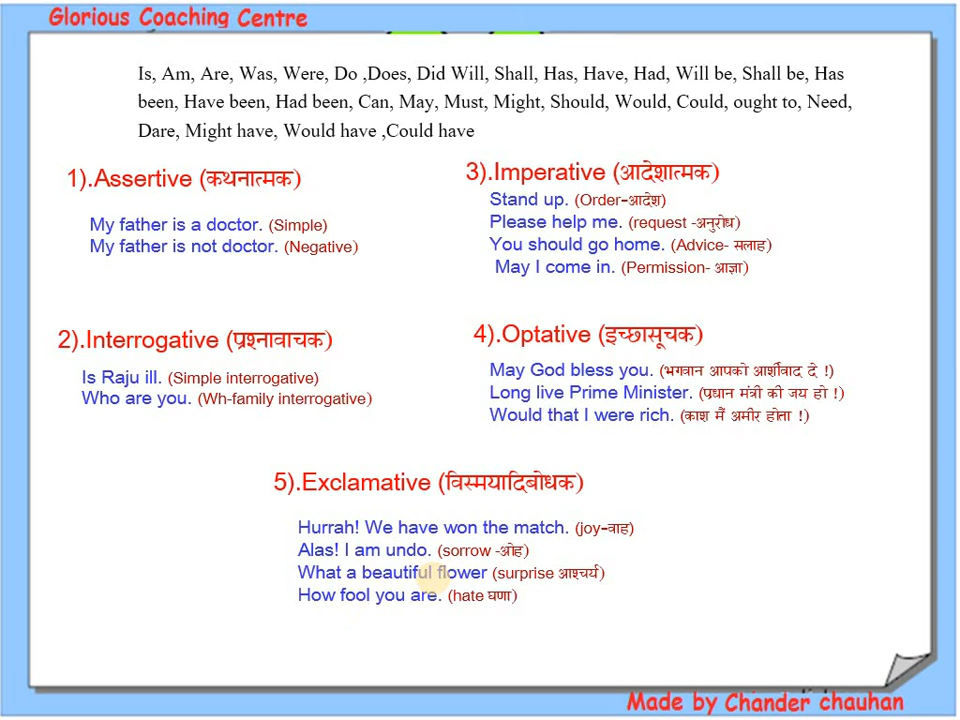 Glorious Coaching Centre
Is, Am, Are, Was, Were, Do ,Does, Did Will, Shall, Has, Have, Had, Will be, Shall be, Has
been, Have been, Had been, Can, May, Must, Might, Should, Would, Could, ought to, Need,
Dare, Might have, Would have ,Could have
1).Assertive (कथनात्मक)
My father is a doctor. (Simple)
My father is not doctor. (Negative)
2).Interrogative (प्रश्नावाचक)
Is Raju ill. (Simple interrogative)
Who are you. (Wh-family interrogative)
3).Imperative (आदेशात्मक)
Stand up. (Order-आदेश)
Please help me. (request -अनुरोध)
You should go home. (Advice- सलाह)
May I come in. (Permission- आज्ञा)
4).Optative (इच्छासूचक)
May God bless you. (भगवान आपको आर्शीवाद दे !)
Long live Prime Minister. (प्रधान मंत्री की जय हो !)
Would that I were rich. (काश मैं अमीर होता !)
5).Exclamative (विस्मयादिबोधक)
Hurrah! We have won the match. (joy-वाह)
Alas! I am undo. (sorrow -ओह)
What a beautiful flower (surprise आश्चर्य)
How fool you are. (hate घणा)
Made by Chander chauhan